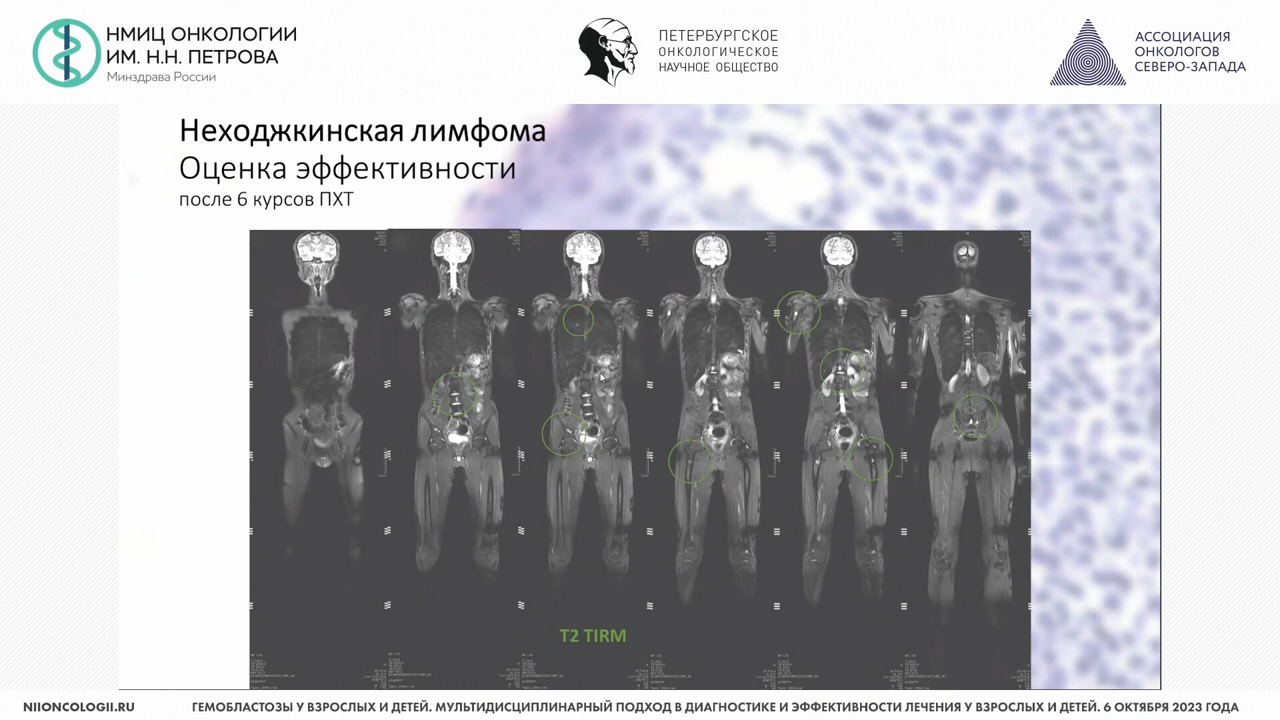 НМИЦ ОНКОЛОГИИ
ИМ. Н.Н. ПЕТРОВА
Минздрава России
ПЕТЕРБУРГСКОЕ
ОНКОЛОГИЧЕСКОЕ
НАУЧНОЕ ОБЩЕСТВО
АССОЦИАЦИЯ
ОНКОЛОГОВ
СЕВЕРО-ЗАПАДА
Неходжкинская лимфома
Оценка эффективности
после 6 курсов ПХТ
T2 TIRM
NIIONCOLOGII.RU
ГЕМОБЛАСТОЗЫ У ВЗРОСЛЫХ И ДЕТЕЙ. МУЛЬТИДИСЦИПЛИНАРНЫЙ ПОДХОД В ДИАГНОСТИКЕ И ЭФФЕКТИВНОСТИ ЛЕЧЕНИЯ У ВЗРОСЛЫХ И ДЕТЕЙ. 6 ОКТЯБРЯ 2023 ГОДА